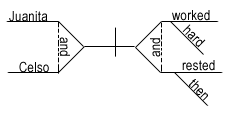 Juanita
worked
hard
and
and
Celso
rested
then